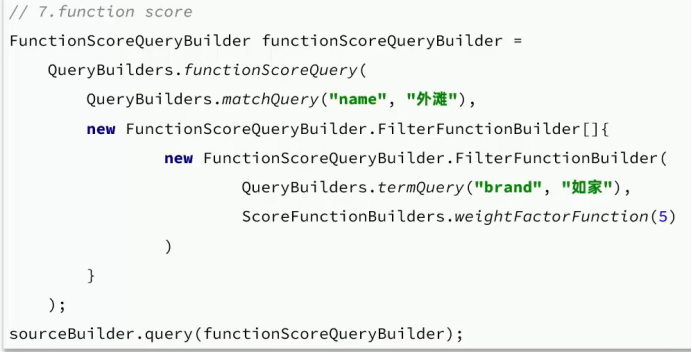 // 7.function score
FunctionScoreQueryBuilder functionScoreQueryBuilder =
    QueryBuilders.functionScoreQuery(
        QueryBuilders.matchQuery("name", "外滩"),
        new FunctionScoreQueryBuilder.FilterFunctionBuilder[]{
                new FunctionScoreQueryBuilder.FilterFunctionBuilder(
                        QueryBuilders.termQuery("brand", "如家"),
                        ScoreFunctionBuilders.weightFactorFunction(5)
                )
        }
    );
sourceBuilder.query(functionScoreQueryBuilder);